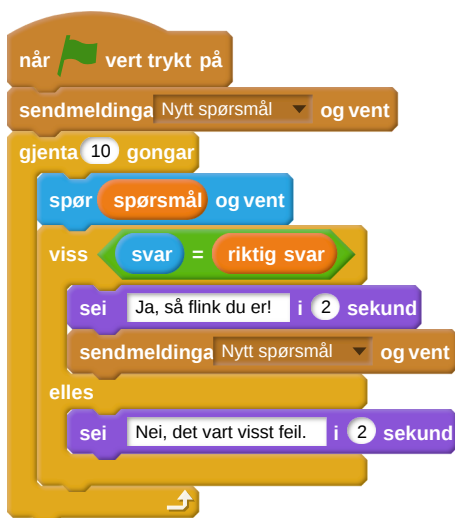 når vert trykt på
sendmeldinga Nytt spørsmål og vent
gjenta 10 gongar
spør spørsmål og vent
viss svar = riktig svar
sei Ja, så flink du er! i 2 sekund
sendmeldinga Nytt spørsmål og vent
elles
sei Nei, det vart visst feil. i 2 sekund